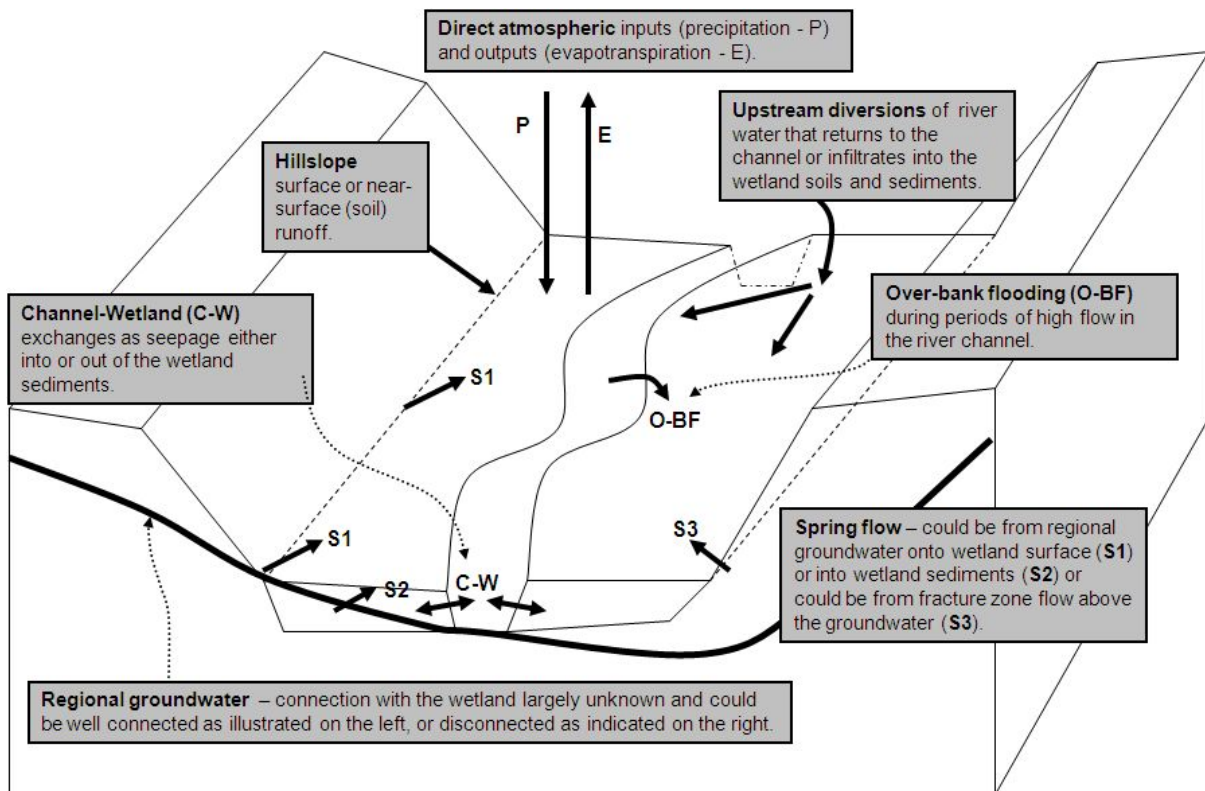 Direct atmospheric inputs (precipitation - P)
and outputs (evapotranspiration - E).
P
E
Upstream diversions of river
water that returns to the
channel or infiltrates into the
wetland soils and sediments.
Hillslope
surface or near-
surface (soil)
runoff.
Channel-Wetland (C-W)
exchanges as seepage either
into or out of the wetland
sediments.
Over-bank flooding (O-BF)
during periods of high flow in
the river channel.
S1
O-BF
S1
S2
C-W
S3
Spring flow – could be from regional
groundwater onto wetland surface (S1)
or into wetland sediments (S2) or
could be from fracture zone flow above
the groundwater (S3).
Regional groundwater – connection with the wetland largely unknown and could
be well connected as illustrated on the left, or disconnected as indicated on the right.